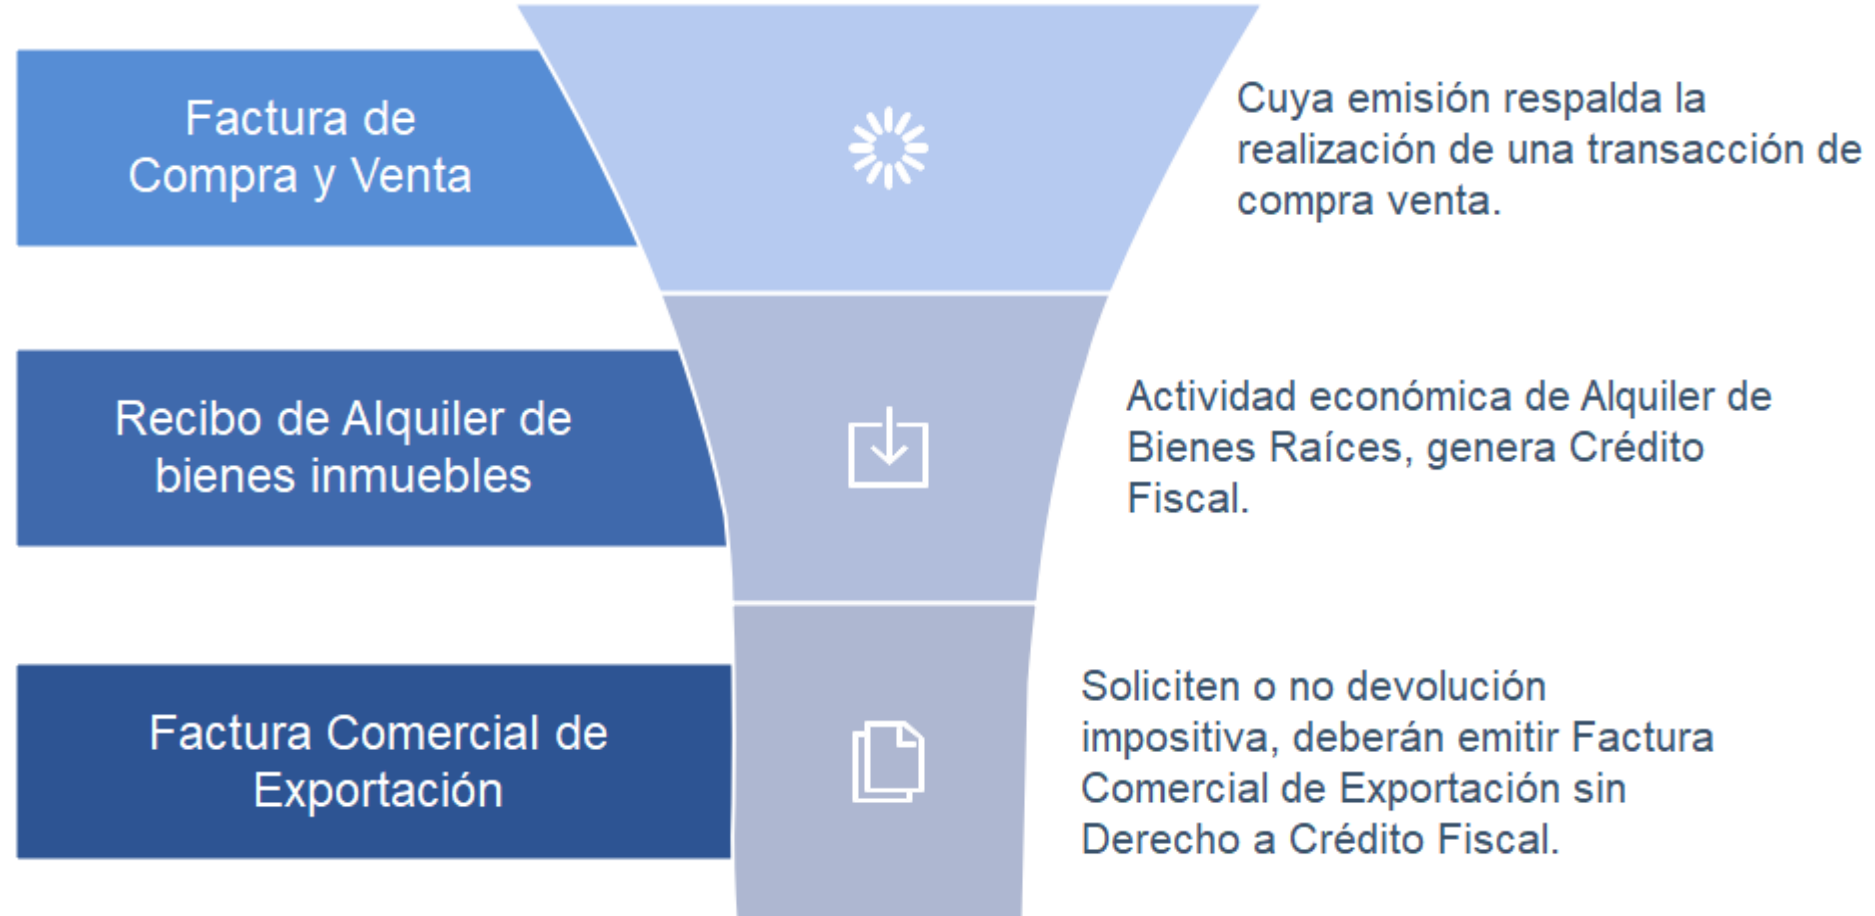 Factura de
Compra y Venta
Cuya emisión respalda la
realización de una transacción de
compra venta.
Recibo de Alquiler de
bienes inmuebles
Actividad económica de Alquiler de
Bienes Raíces, genera Crédito
Fiscal.
Factura Comercial de
Exportación
Soliciten o no devolución
impositiva, deberán emitir Factura
Comercial de Exportación sin
Derecho a Crédito Fiscal.